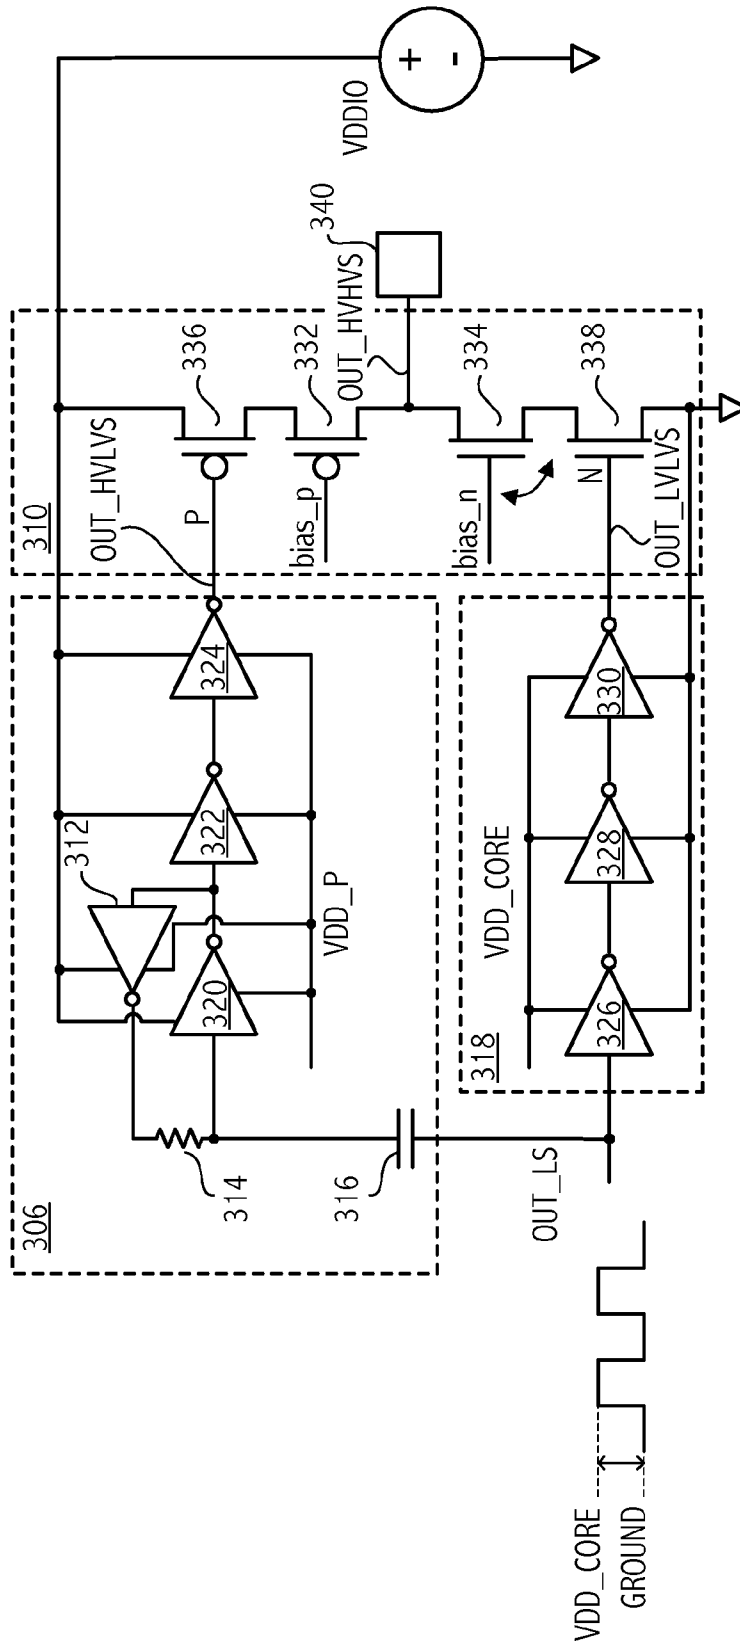 306
314
316
312
320
322
324
VDD_P
OUT_HVLVS
P
310
336
332
bias_p
OUT_HVHVS
340
VDDIO
+
-
bias_n
334
338
N
OUT_LVLVS
318
VDD_CORE
326
328
330
OUT_LS
VDD_CORE
GROUND